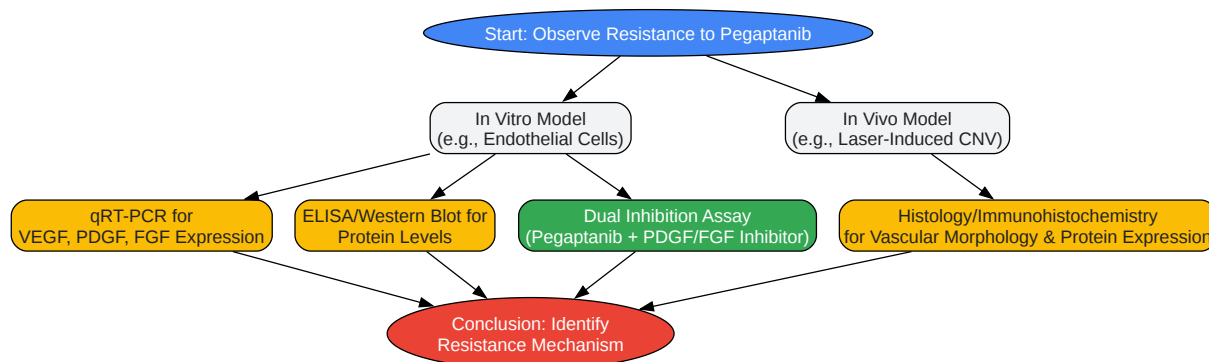 Start: Observe Resistance to Pegaptanib
In Vitro Model
(e.g., Endothelial Cells)
In Vivo Model
(e.g., Laser-Induced CNV)
qRT-PCR for
VEGF, PDGF, FGF Expression
ELISA/Western Blot for
Protein Levels
Dual Inhibition Assay
(Pegaptanib + PDGF/FGF Inhibitor)
Histology/Immunohistochemistry
for Vascular Morphology & Protein Expression
Conclusion: Identify
Resistance Mechanism